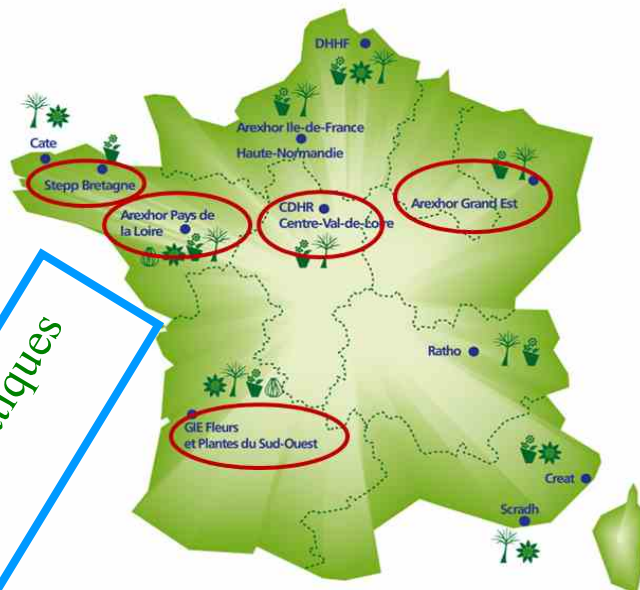 DHHF
Arexhor Ile-de-France
Haute-Normandie
Cate
Stepp Bretagne
Arexhor Pays de
la Loire
CDHR
Centre-Val-de-Loire
Arexhor Grand Est
Ratho
GIE Fleurs
et Plantes du Sud-Ouest
Creat
Scradh